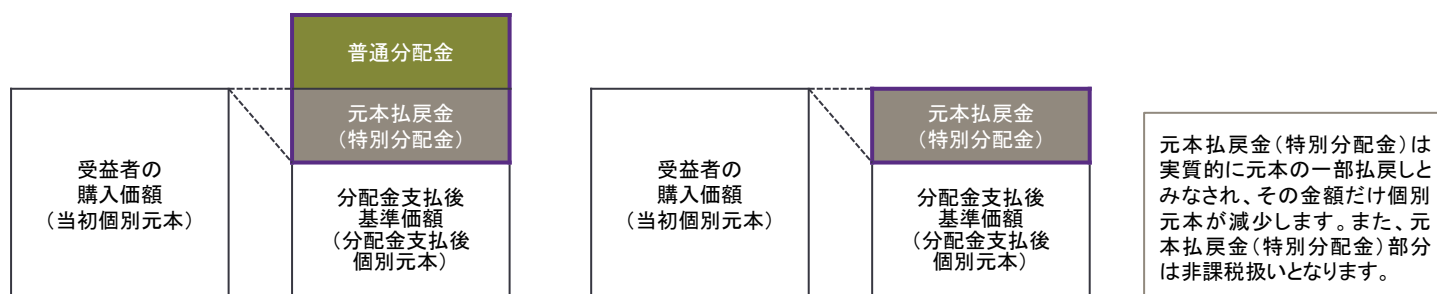 普通分配金
元本払戻金
（特別分配金）
受益者の
購入価額
（当初個別元本）
分配金支払後
基準価額
（分配金支払後
個別元本）
元本払戻金
（特別分配金）
受益者の
購入価額
（当初個別元本）
分配金支払後
基準価額
（分配金支払後
個別元本）
元本払戻金（特別分配金）は
実質的に元本の一部払戻しと
みなされ、その金額だけ個別
元本が減少します。また、元
本払戻金（特別分配金）部分
は非課税扱いとなります。